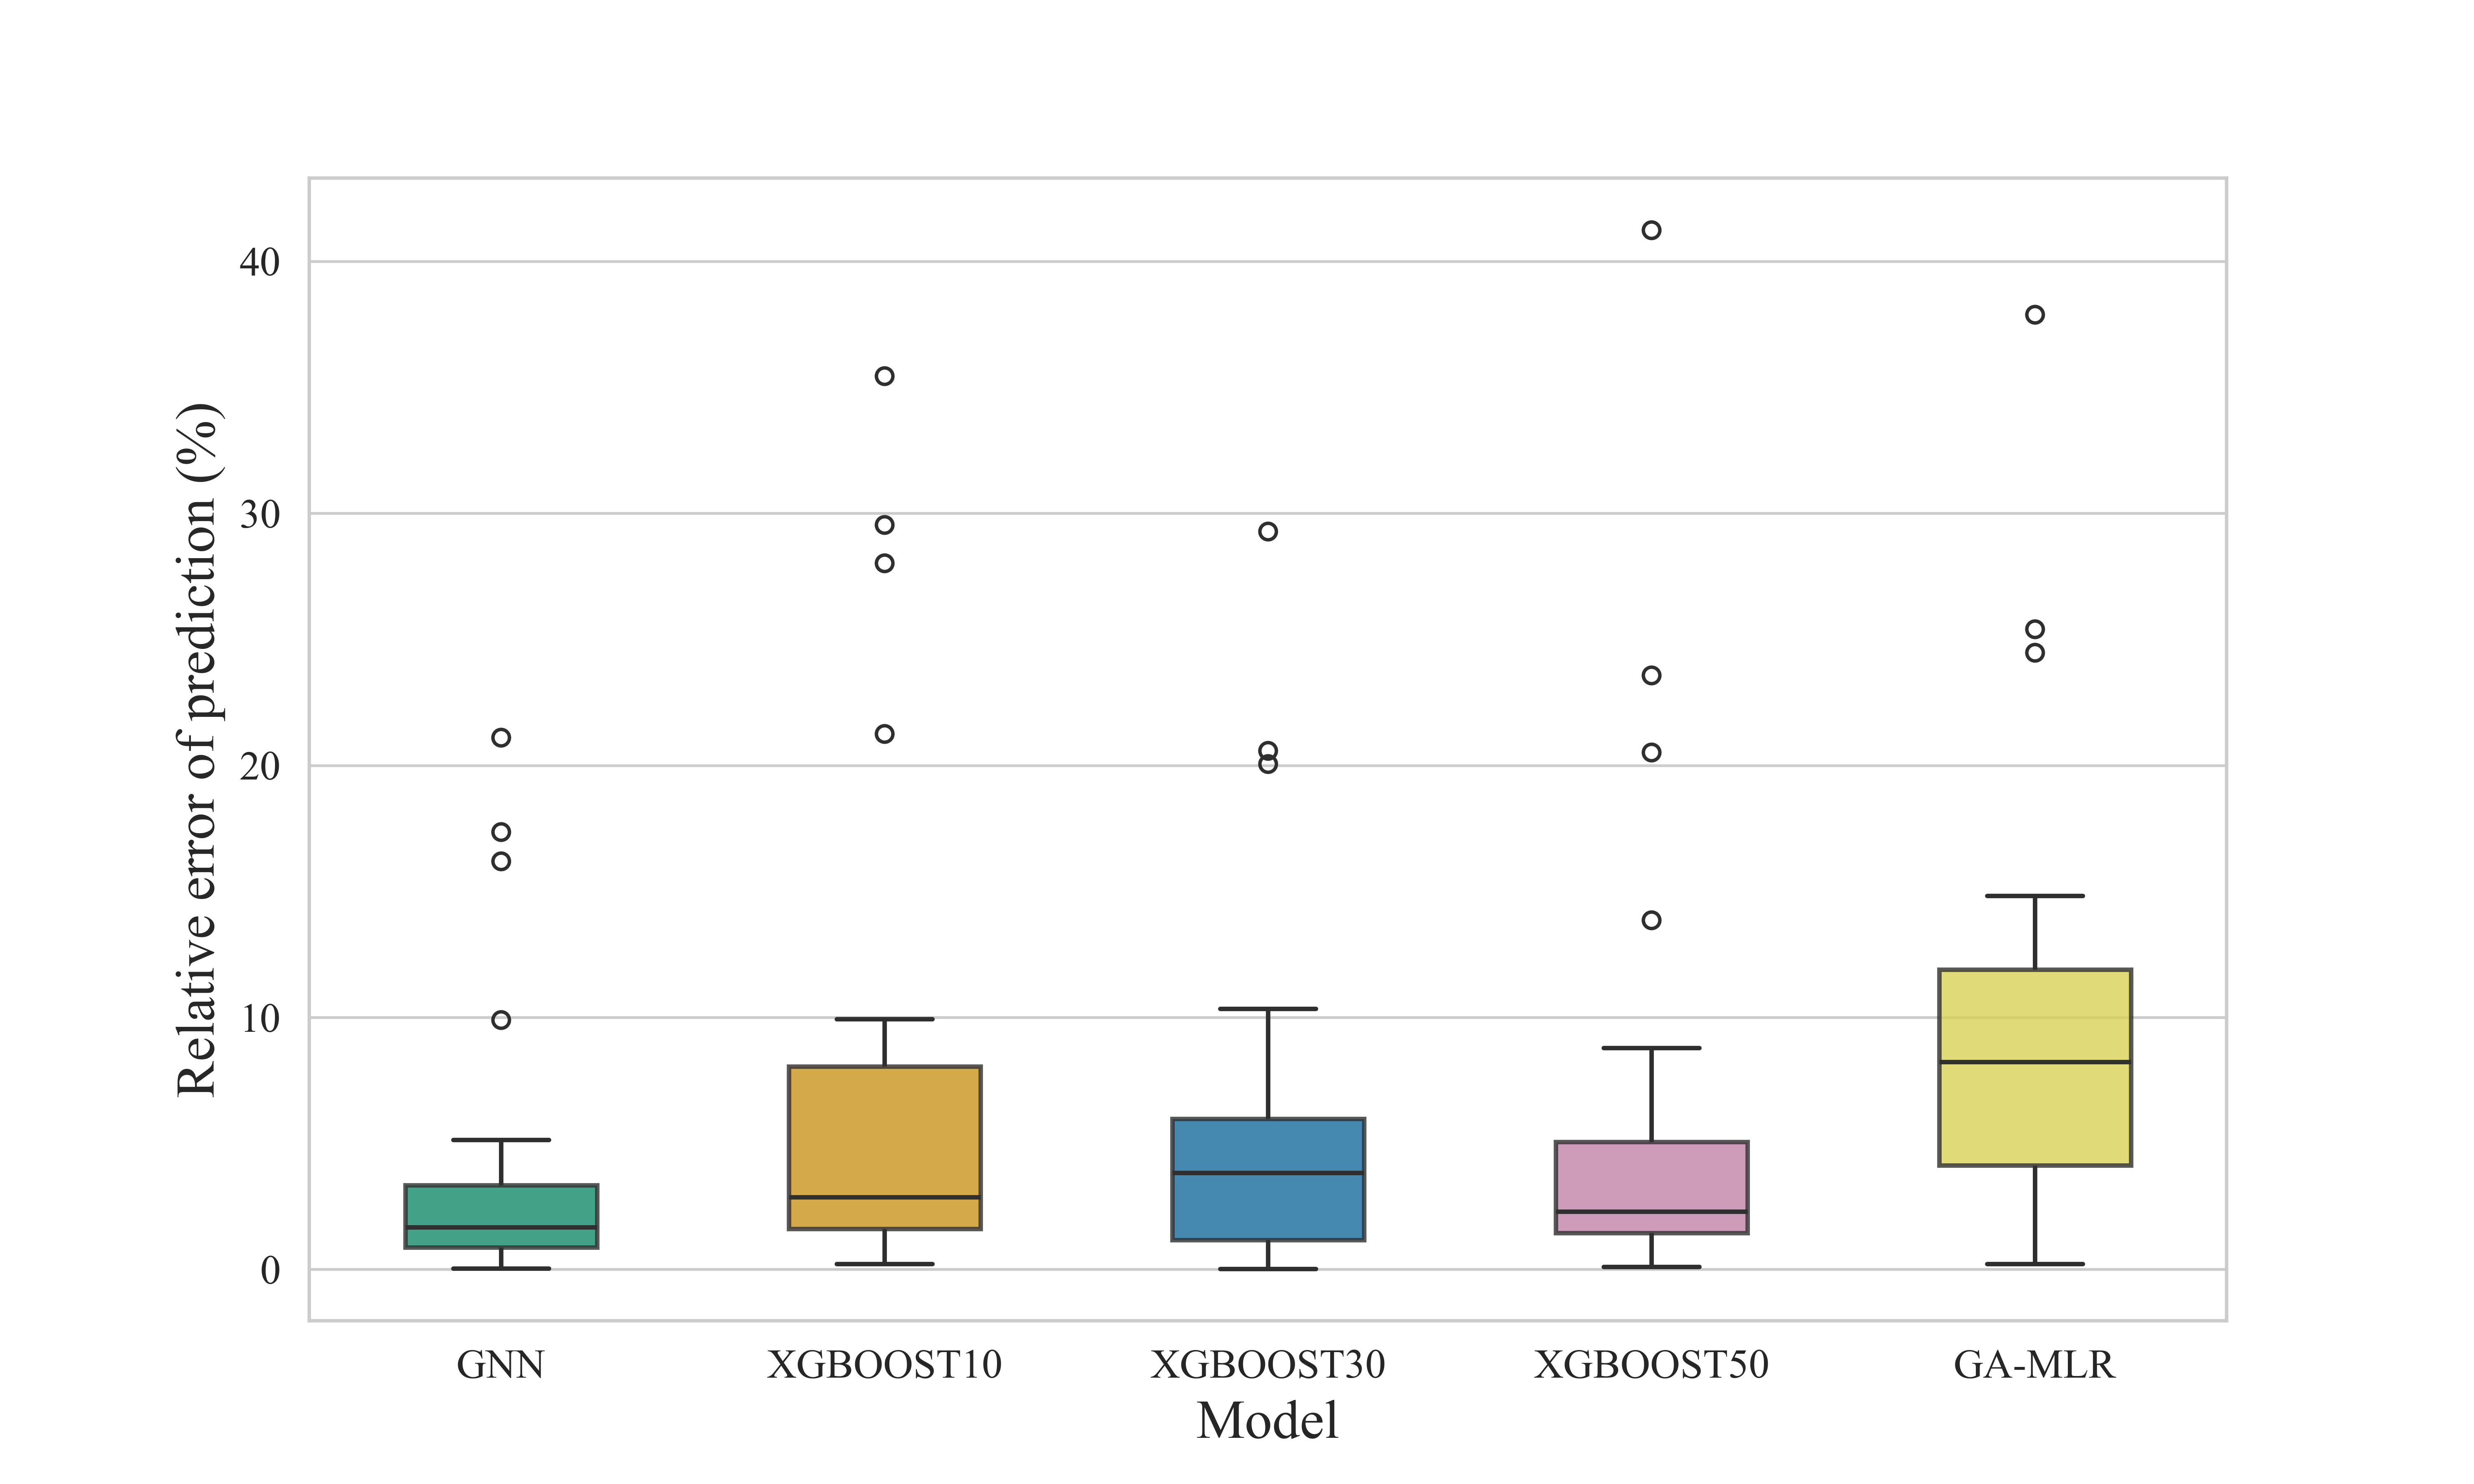 Relative error of prediction (%)
40
30
20
10
0
GNN XGBOOST10 XGBOOST30 XGBOOST50 GA-MLR
Model